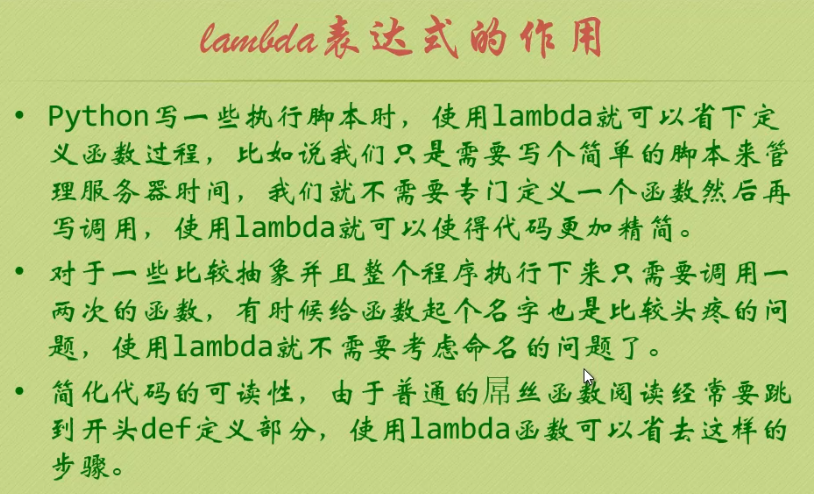 lambda表达式的作用
• Python写一些执行脚本时，使用lambda就可以省下定
义函数过程，比如说我们只是需要写个简单的脚本来管
理服务器时间，我们就不需要专门定义一个函数然后再
写调用，使用lambda就可以使得代码更加精简。
• 对于一些比较抽象并且整个程序执行下来只需要调用一
两次的函数，有时候给函数起个名字也是比较头疼的问
题，使用lambda就不需要考虑命名的问题了。
• 简化代码的可读性，由于普通的屌丝函数阅读经常要跳
到开头def定义部分，使用lambda函数可以省去这样的
步骤。